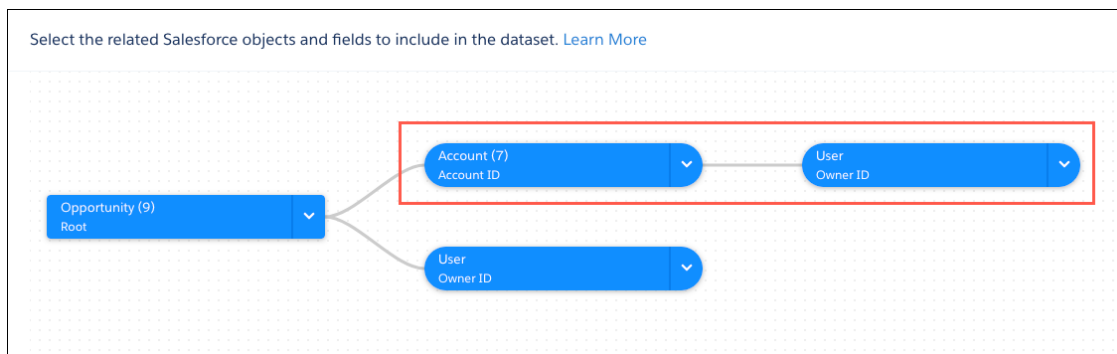 Select the related Salesforce objects and fields to include in the dataset. Learn More
Account (7)
Account ID
User
Owner ID
Opportunity (9)
Root
User
Owner ID